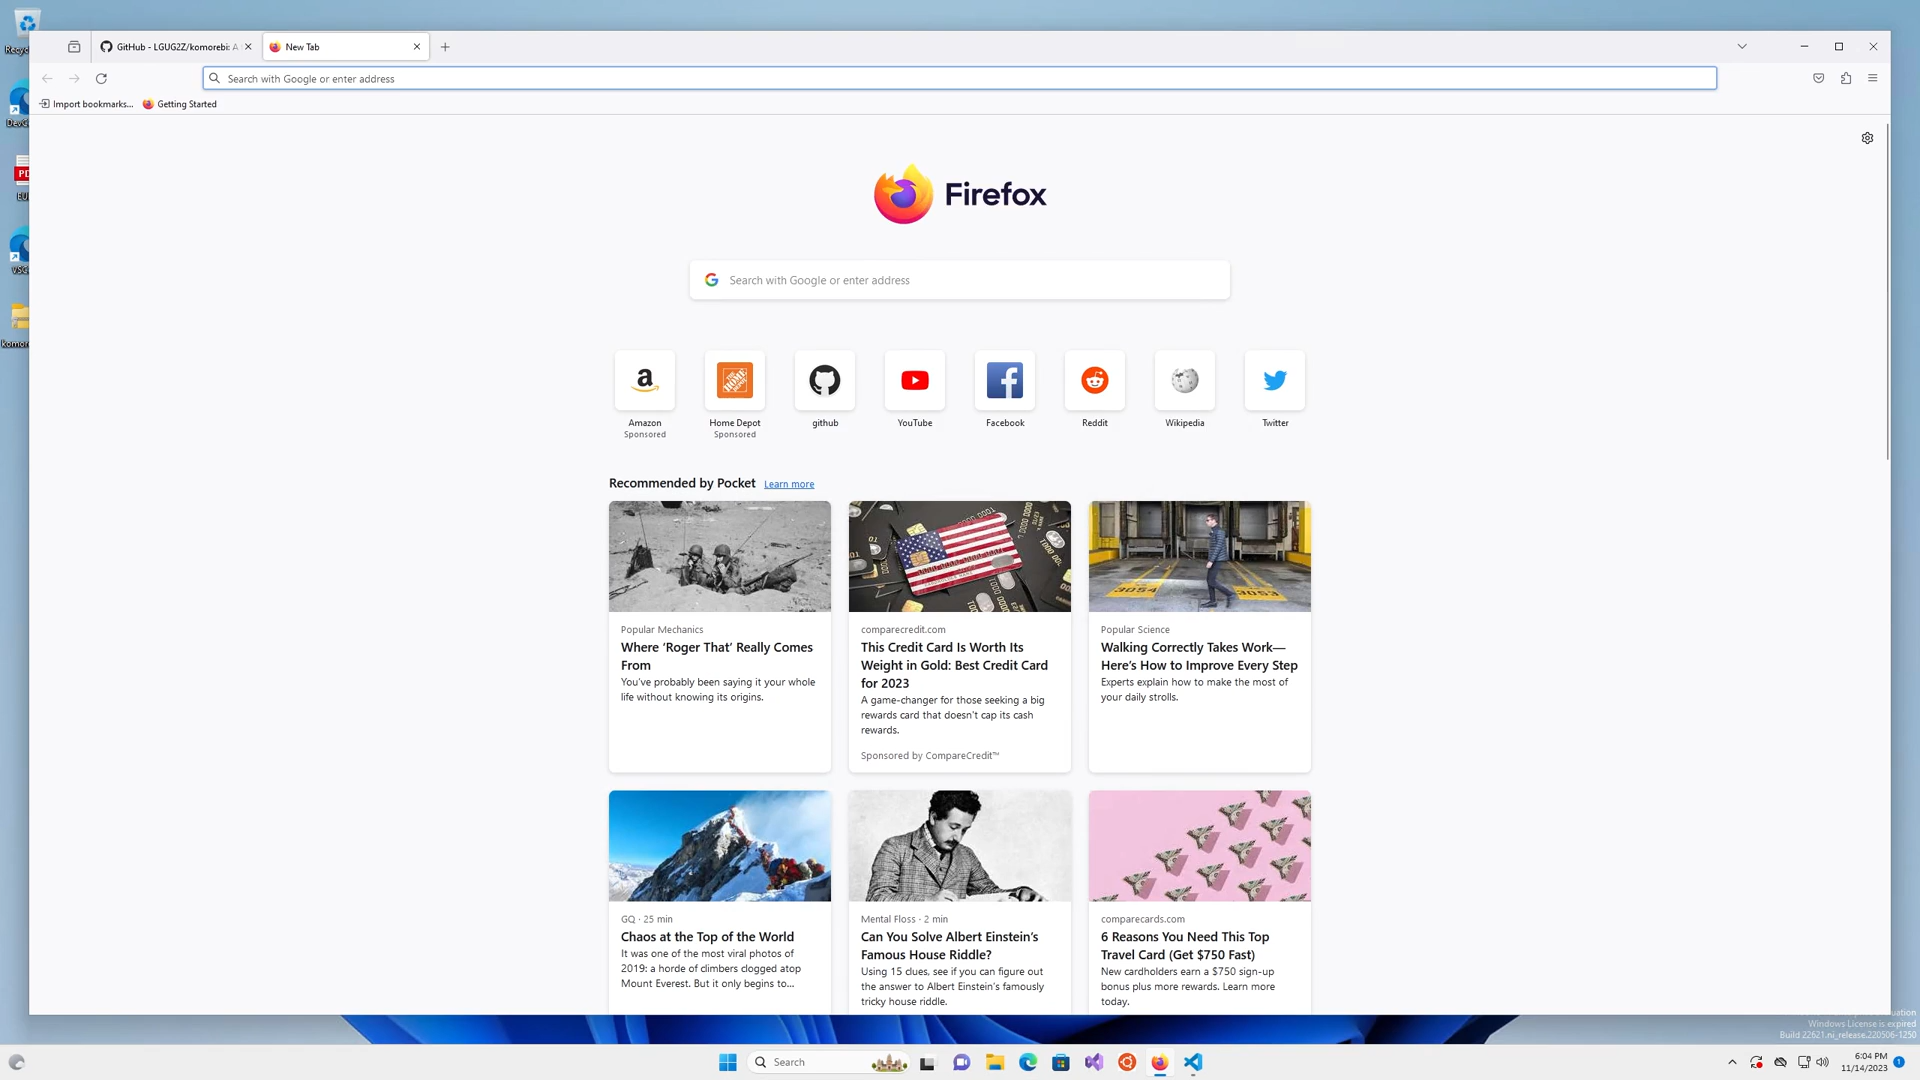 GitHub - LGUG2Z/komorebi: A
New Tab
Search with Google or enter address
Import bookmarks...
Getting Started
Firefox
Search with Google or enter address
Amazon
Sponsored
Home Depot
Sponsored
github
YouTube
Facebook
Reddit
Wikipedia
Twitter
Recommended by Pocket Learn more
Popular Mechanics
Where ‘Roger That’ Really Comes
From
You've probably been saying it your whole
life without knowing its origins.
comparecredit.com
This Credit Card Is Worth Its
Weight in Gold: Best Credit Card
for 2023
A game-changer for those seeking a big
rewards card that doesn't cap its cash
rewards.
Sponsored by CompareCredit™
Popular Science
Walking Correctly Takes Work—
Here’s How to Improve Every Step
Experts explain how to make the most of
your daily strolls.
GQ · 25 min
Chaos at the Top of the World
It was one of the most viral photos of
2019: a horde of climbers clogged atop
Mount Everest. But it only begins to...
Mental Floss · 2 min
Can You Solve Albert Einstein’s
Famous House Riddle?
Using 15 clues, see if you can figure out
the answer to Albert Einstein’s famously
tricky house riddle.
comparecards.com
6 Reasons You Need This Top
Travel Card (Get $750 Fast)
New cardholders earn a $750 sign-up
bonus plus more rewards. Learn more
today.
Windows License is expired
Build 22621.ni_release.220506-1250
Search
6:04 PM
11/14/2023
1